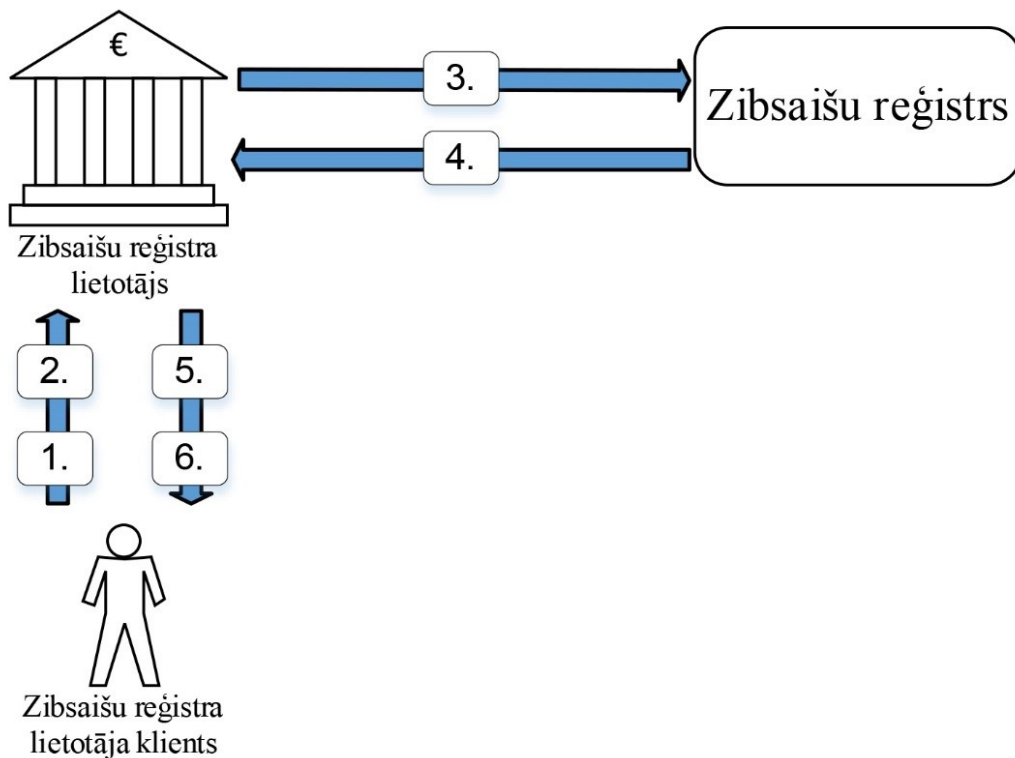 €
3.
Zibsaišu reģistrs
4.
Zibsaišu reģistra
lietotājs
2.
5.
1.
6.
Zibsaišu reģistra
lietotāja klients